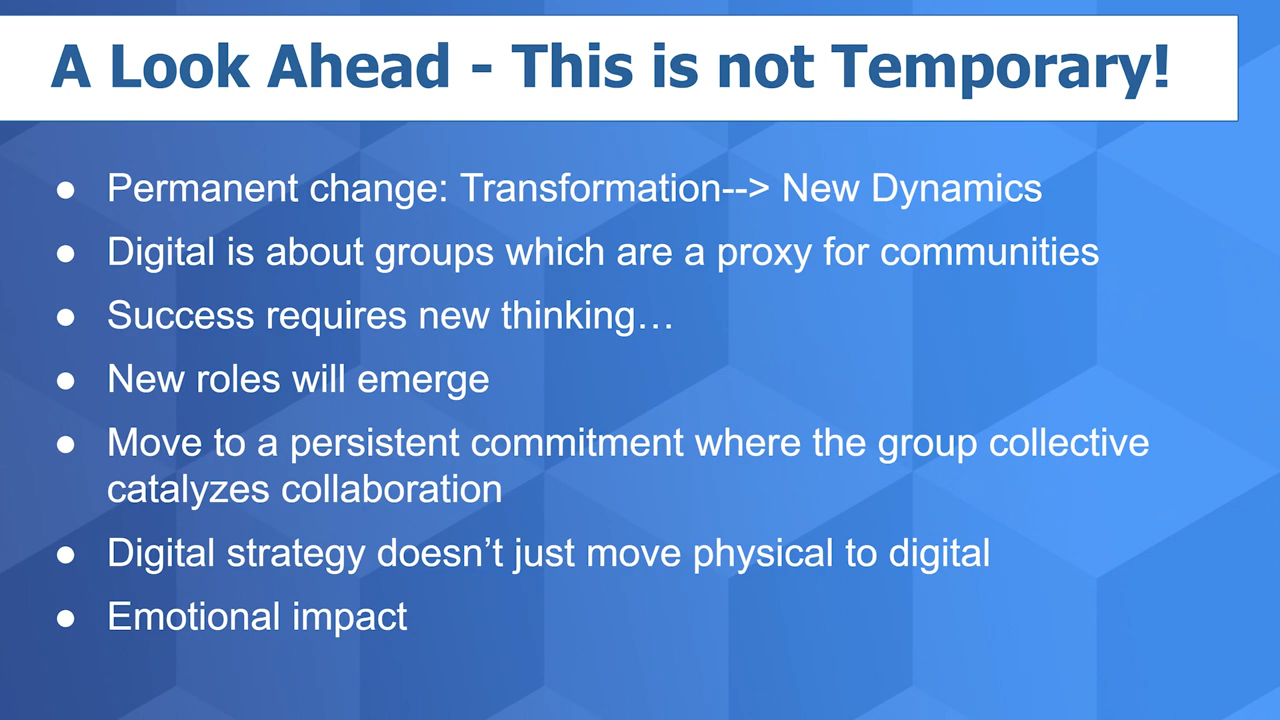 A Look Ahead - This is not Temporary!
● Permanent change: Transformation--> New Dynamics
● Digital is about groups which are a proxy for communities
● Success requires new thinking…
● New roles will emerge
● Move to a persistent commitment where the group collective
catalyzes collaboration
● Digital strategy doesn’t just move physical to digital
● Emotional impact